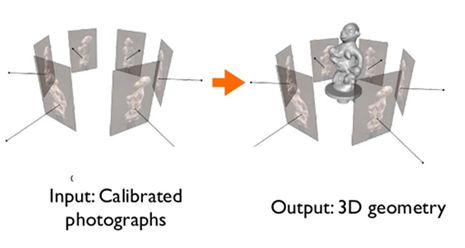 Input: Calibrated
photographs
Output: 3D geometry